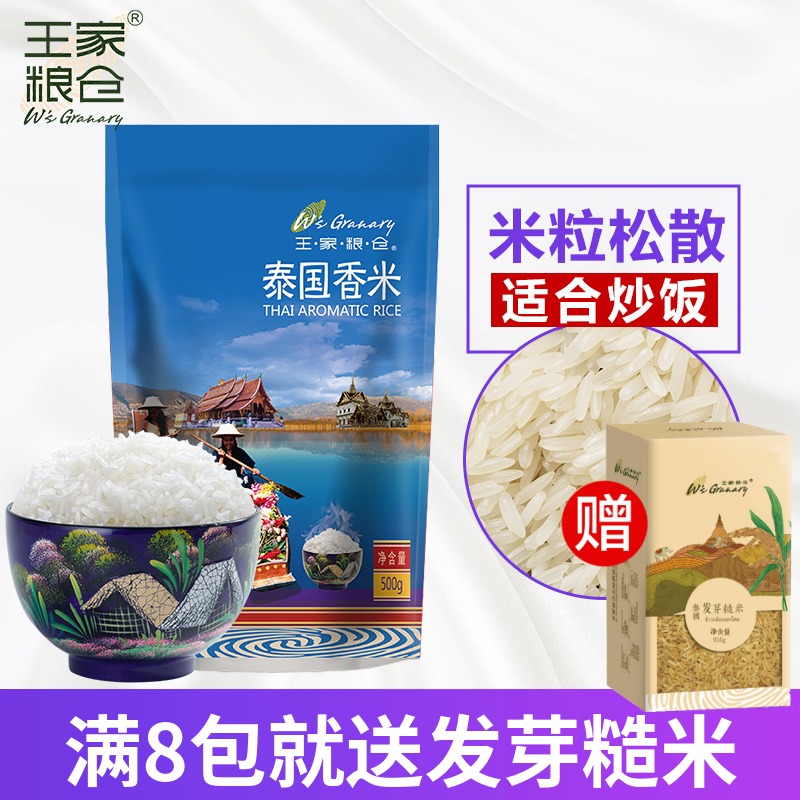 王家®
粮仓
W's Granary
W's Granary
王·家·粮·仓®
泰国香米
THAI AROMATIC RICE
净含量
500g
米粒松散
适合炒饭
赠
王家粮仓®
W's Granary
泰國
发芽糙米
净含量
950g
满8包就送发芽糙米